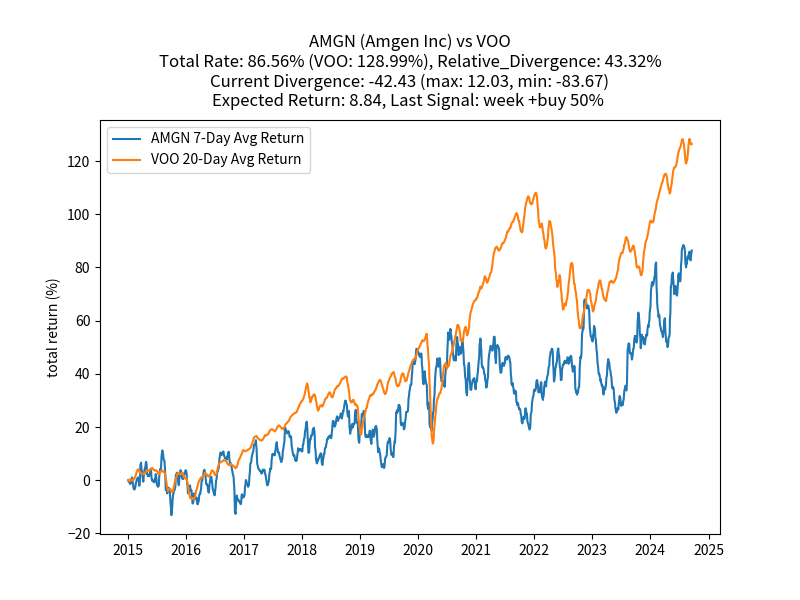 AMGN (Amgen Inc) vs VOO
Total Rate: 86.56% (VOO: 128.99%), Relative_Divergence: 43.32%
Current Divergence: -42.43 (max: 12.03, min: -83.67)
Expected Return: 8.84, Last Signal: week +buy 50%
AMGN 7-Day Avg Return
VOO 20-Day Avg Return
total return (%)
120
100
80
60
40
20
0
−20
2015 2016 2017 2018 2019 2020 2021 2022 2023 2024 2025